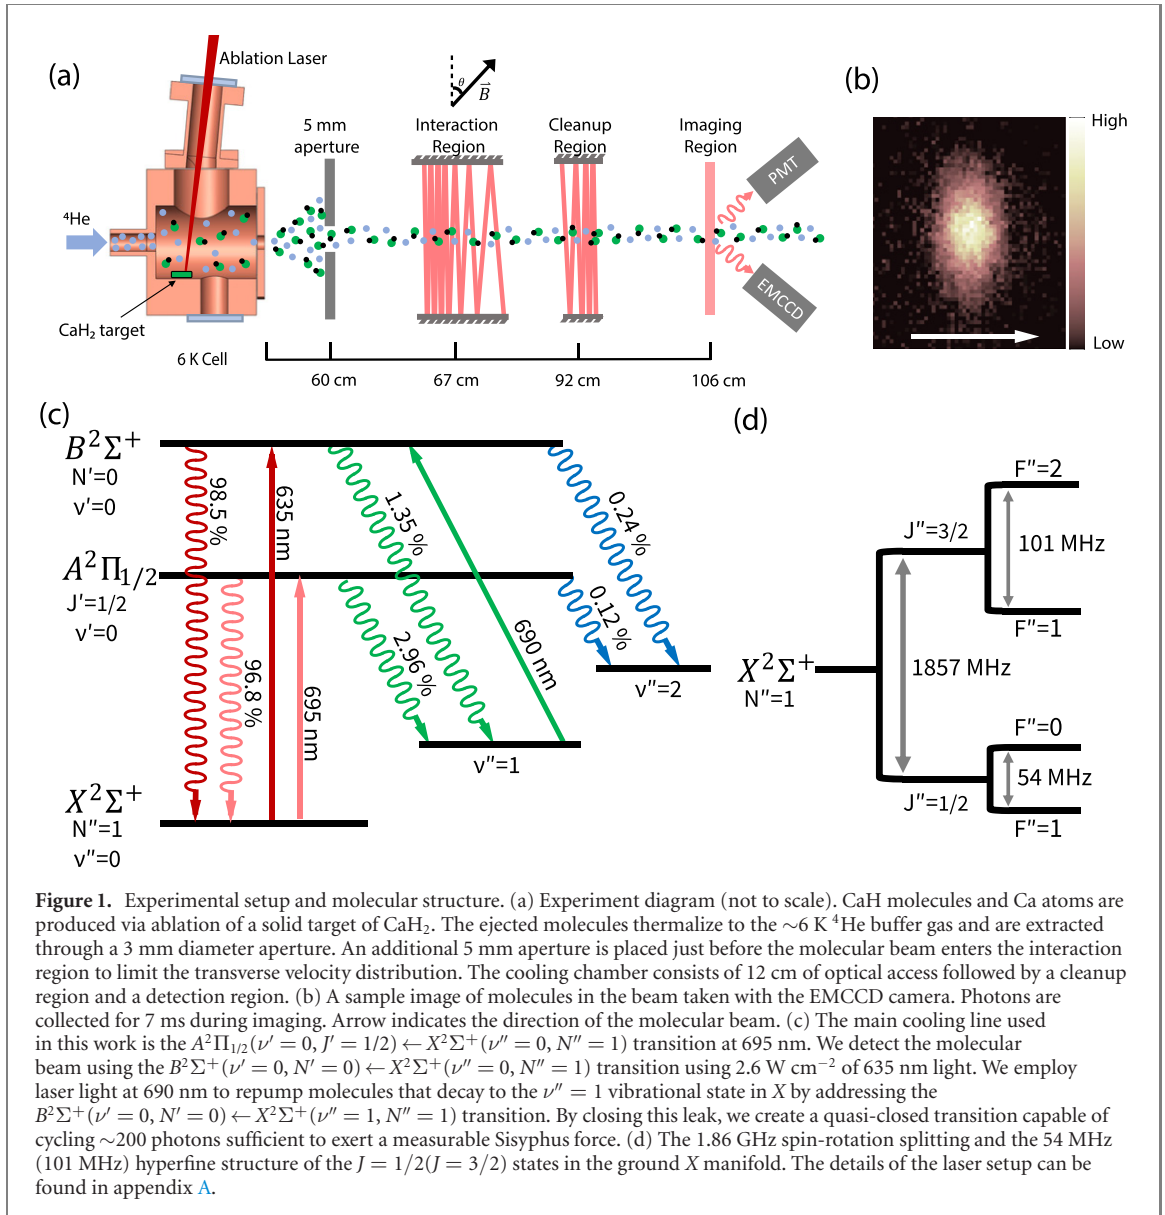 (a)
Ablation Laser
θ
B
5 mm
aperture
Interaction
Region
Cleanup
Region
Imaging
Region
PMT
EMCCD
⁴He
CaH₂ target
6 K Cell
60 cm
67 cm
92 cm
106 cm
(b)
High
Low
(c)
B²Σ⁺
N′=0
ν′=0
98.5 %
635 nm
1.35 %
0.24 %
A²Π₁/₂
J′=1/2
ν′=0
96.8 %
695 nm
2.96 %
690 nm
0.12 %
ν″=2
ν″=1
X²Σ⁺
N″=1
ν″=0
(d)
F″=2
J″=3/2
101 MHz
F″=1
X²Σ⁺
N″=1
1857 MHz
F″=0
54 MHz
J″=1/2
F″=1
Figure 1. Experimental setup and molecular structure. (a) Experiment diagram (not to scale). CaH molecules and Ca atoms are
produced via ablation of a solid target of CaH₂. The ejected molecules thermalize to the ∼6 K ⁴He buffer gas and are extracted
through a 3 mm diameter aperture. An additional 5 mm aperture is placed just before the molecular beam enters the interaction
region to limit the transverse velocity distribution. The cooling chamber consists of 12 cm of optical access followed by a cleanup
region and a detection region. (b) A sample image of molecules in the beam taken with the EMCCD camera. Photons are
collected for 7 ms during imaging. Arrow indicates the direction of the molecular beam. (c) The main cooling line used
in this work is the A²Π₁/₂(ν′ = 0, J′ = 1/2) ← X²Σ⁺(ν″ = 0, N″ = 1) transition at 695 nm. We detect the molecular
beam using the B²Σ⁺(ν′ = 0, N′ = 0) ← X²Σ⁺(ν″ = 0, N″ = 1) transition using 2.6 W cm⁻² of 635 nm light. We employ
laser light at 690 nm to repump molecules that decay to the ν″ = 1 vibrational state in X by addressing the
B²Σ⁺(ν′ = 0, N′ = 0) ← X²Σ⁺(ν″ = 1, N″ = 1) transition. By closing this leak, we create a quasi-closed transition capable of
cycling ∼200 photons sufficient to exert a measurable Sisyphus force. (d) The 1.86 GHz spin-rotation splitting and the 54 MHz
(101 MHz) hyperfine structure of the J = 1/2(J = 3/2) states in the ground X manifold. The details of the laser setup can be
found in appendix A.